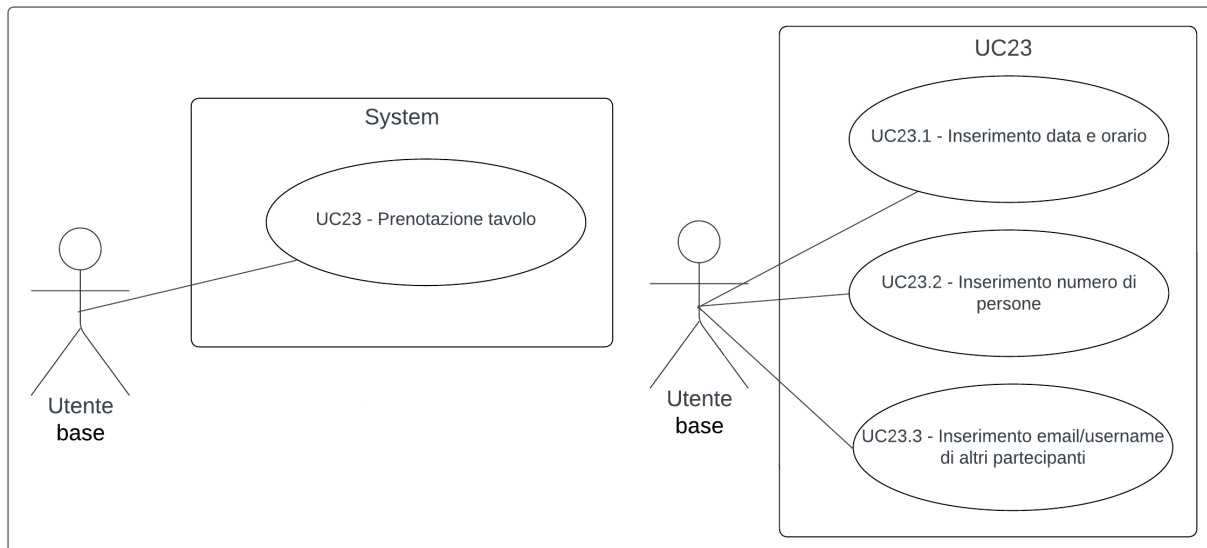 System
UC23 - Prenotazione tavolo
Utente
base
UC23
UC23.1 - Inserimento data e orario
UC23.2 - Inserimento numero di
persone
UC23.3 - Inserimento email/username
di altri partecipanti
Utente
base